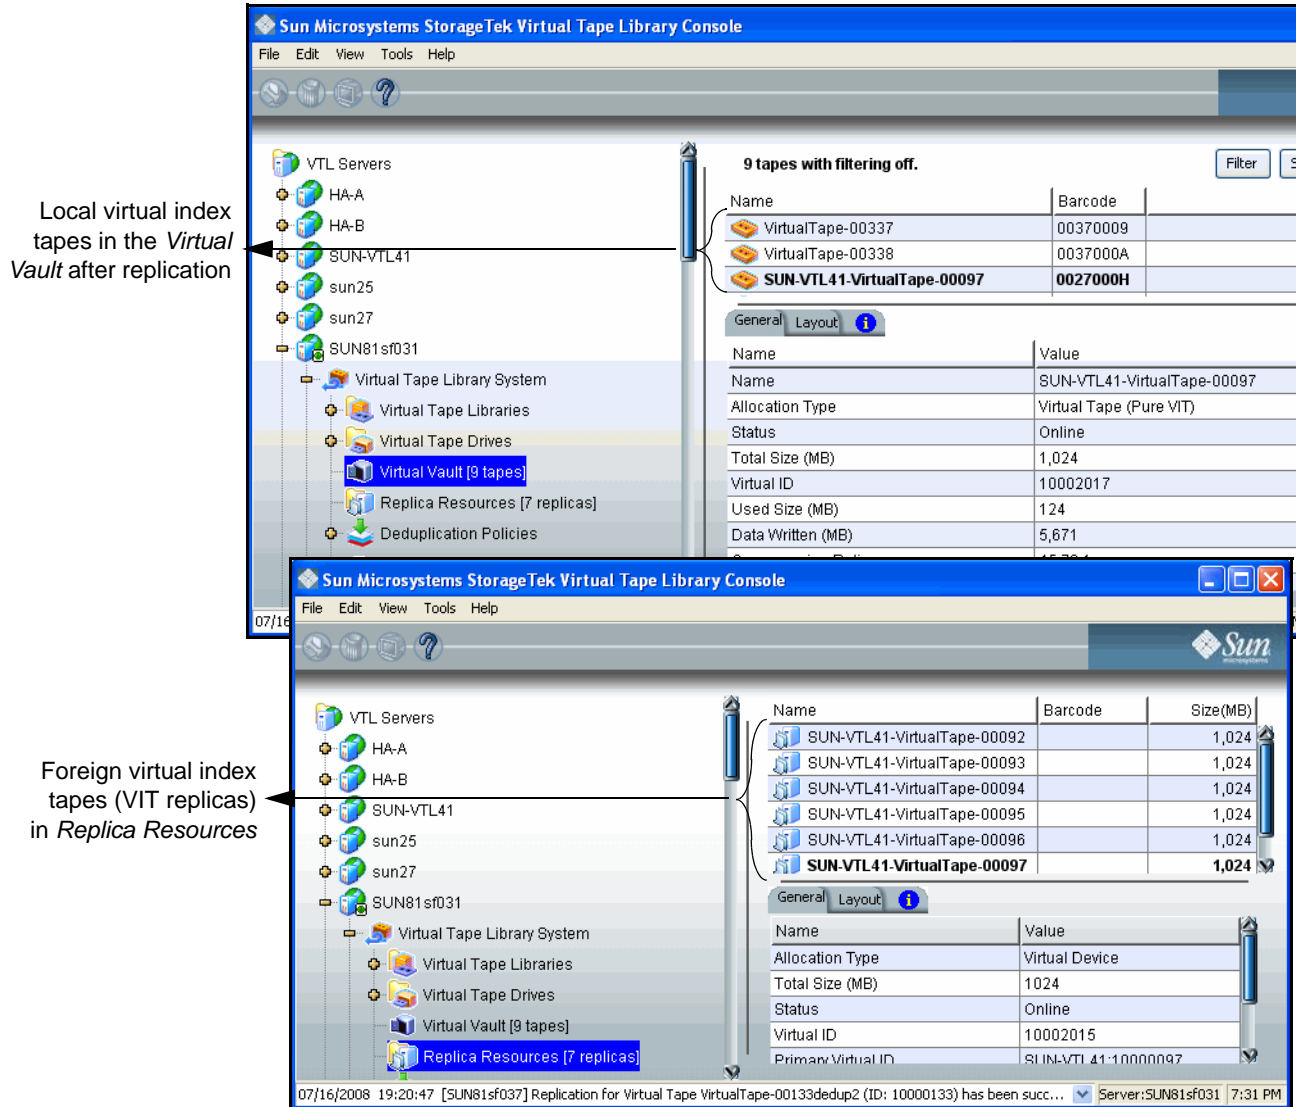 Local virtual index
tapes in the Virtual
Vault after replication
Sun Microsystems StorageTek Virtual Tape Library Console
File Edit View Tools Help
VTL Servers
HA-A
HA-B
SUN-VTL41
sun25
sun27
SUN81sf031
Virtual Tape Library System
Virtual Tape Libraries
Virtual Tape Drives
Virtual Vault [9 tapes]
Replica Resources [7 replicas]
Deduplication Policies
9 tapes with filtering off.
Filter
Name Barcode
VirtualTape-00337 00370009
VirtualTape-00338 0037000A
SUN-VTL41-VirtualTape-00097 0027000H
General Layout
Name Value
Name SUN-VTL41-VirtualTape-00097
Allocation Type Virtual Tape (Pure VIT)
Status Online
Total Size (MB) 1,024
Virtual ID 10002017
Used Size (MB) 124
Data Written (MB) 5,671
07/16
Foreign virtual index
tapes (VIT replicas)
in Replica Resources
Sun Microsystems StorageTek Virtual Tape Library Console
File Edit View Tools Help
Sun
microsystems
VTL Servers
HA-A
HA-B
SUN-VTL41
sun25
sun27
SUN81sf031
Virtual Tape Library System
Virtual Tape Libraries
Virtual Tape Drives
Virtual Vault [9 tapes]
Replica Resources [7 replicas]
Name Barcode Size(MB)
SUN-VTL41-VirtualTape-00092 1,024
SUN-VTL41-VirtualTape-00093 1,024
SUN-VTL41-VirtualTape-00094 1,024
SUN-VTL41-VirtualTape-00095 1,024
SUN-VTL41-VirtualTape-00096 1,024
SUN-VTL41-VirtualTape-00097 1,024
General Layout
Name Value
Allocation Type Virtual Device
Total Size (MB) 1024
Status Online
Virtual ID 10002015
Primary Virtual ID SUN-VTL41:10000097
07/16/2008 19:20:47 [SUN81sf037] Replication for Virtual Tape VirtualTape-00133dedup2 (ID: 10000133) has been succ... Server:SUN81sf031 7:31 PM